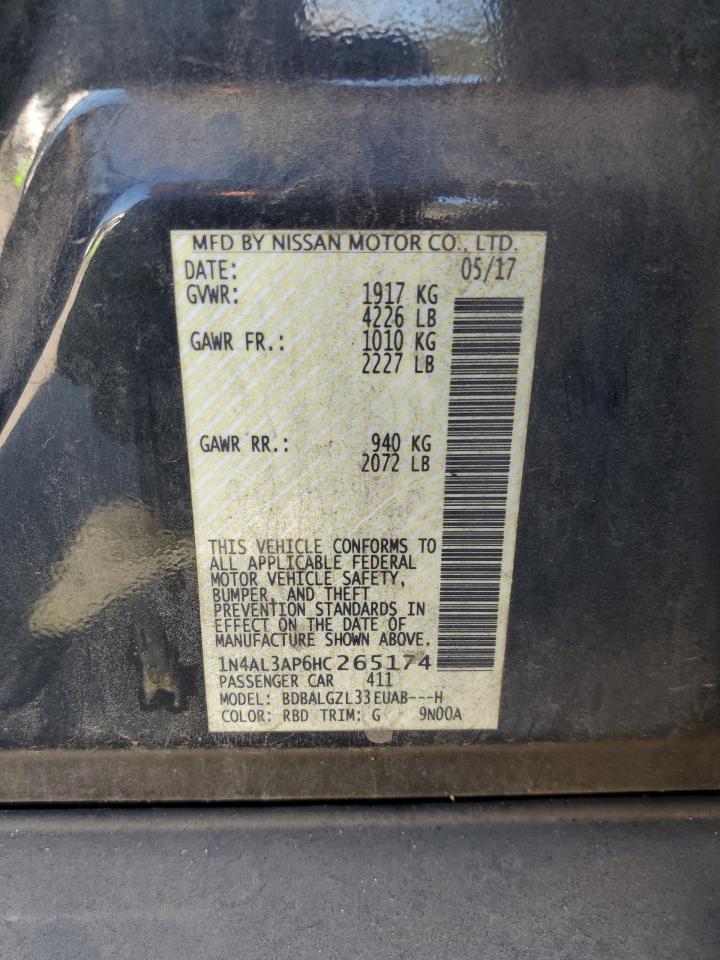 MFD BY NISSAN MOTOR CO., LTD.
DATE: 05/17
GVWR: 1917 KG
4226 LB
GAWR FR.: 1010 KG
2227 LB
GAWR RR.: 940 KG
2072 LB
THIS VEHICLE CONFORMS TO
ALL APPLICABLE FEDERAL
MOTOR VEHICLE SAFETY,
BUMPER, AND THEFT
PREVENTION STANDARDS IN
EFFECT ON THE DATE OF
MANUFACTURE SHOWN ABOVE.
1N4AL3AP6HC265174
PASSENGER CAR 411
MODEL: BDBALGZL33EUAB---H
COLOR: RBD TRIM: G 9N00A